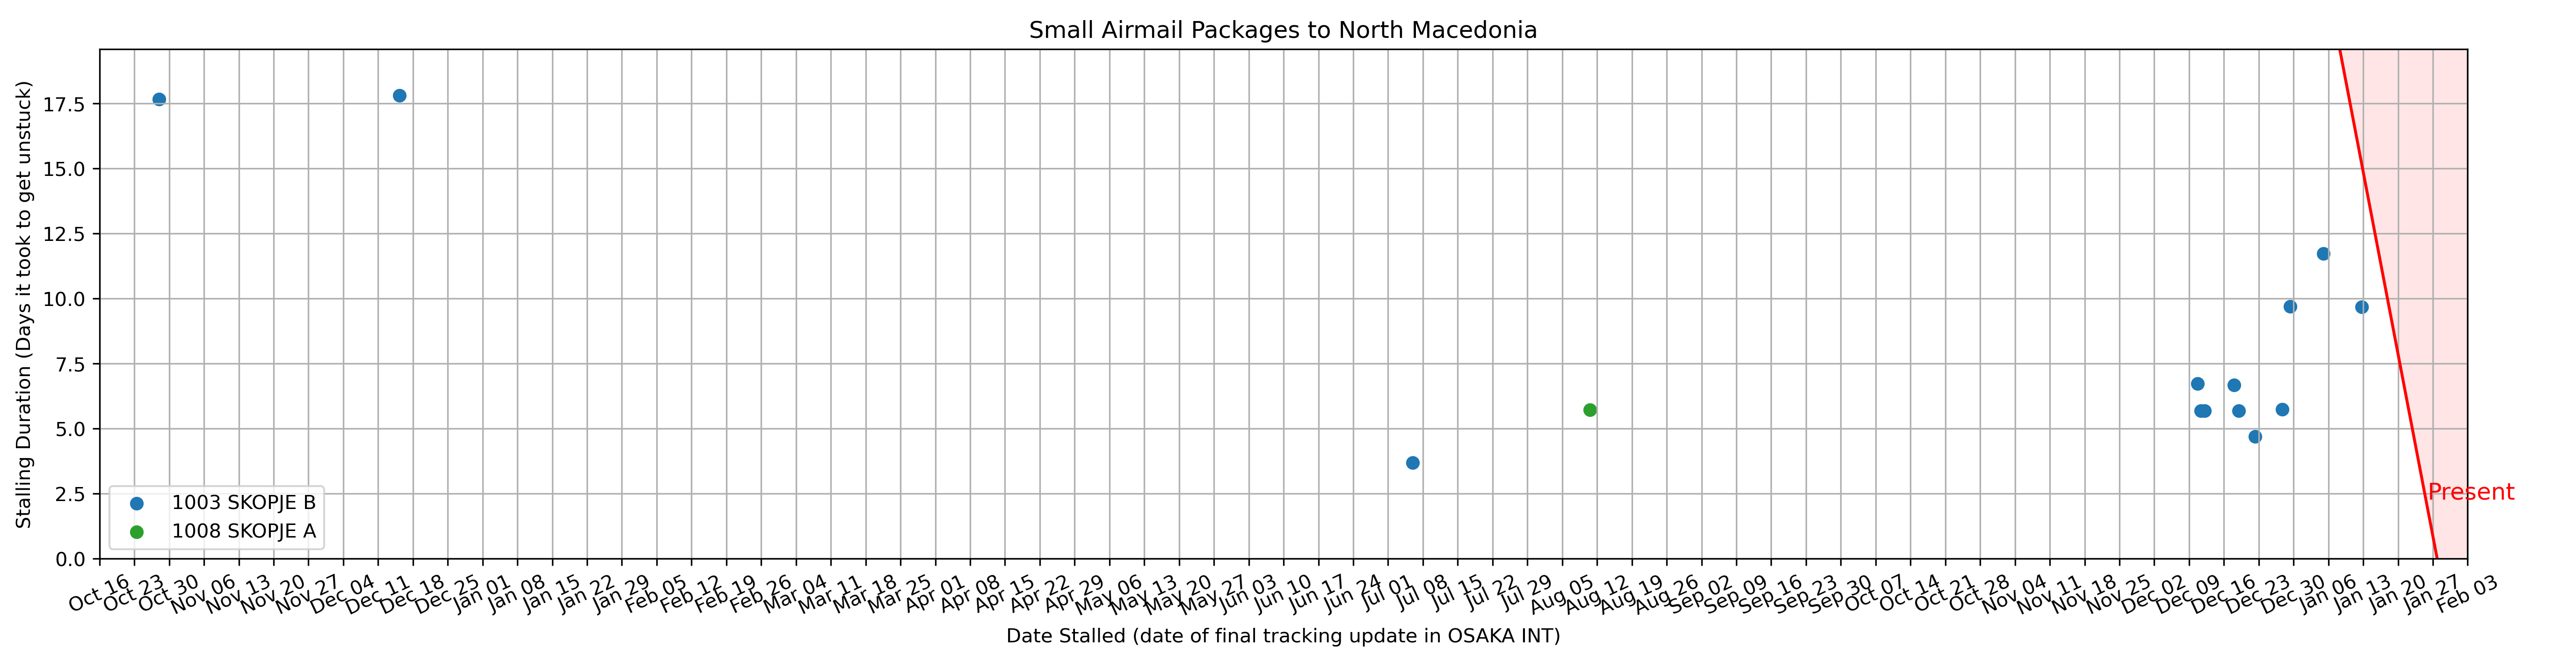 Small Airmail Packages to North Macedonia
Stalling Duration (Days it took to get unstuck)
17.5
15.0
12.5
10.0
7.5
5.0
2.5
0.0
1003 SKOPJE B
1008 SKOPJE A
Present
Oct 16
Oct 23
Oct 30
Nov 06
Nov 13
Nov 20
Nov 27
Dec 04
Dec 11
Dec 18
Dec 25
Jan 01
Jan 08
Jan 15
Jan 22
Jan 29
Feb 05
Feb 12
Feb 19
Feb 26
Mar 04
Mar 11
Mar 18
Mar 25
Apr 01
Apr 08
Apr 15
Apr 22
Apr 29
May 06
May 13
May 20
May 27
Jun 03
Jun 10
Jun 17
Jun 24
Jul 01
Jul 08
Jul 15
Jul 22
Jul 29
Aug 05
Aug 12
Aug 19
Aug 26
Sep 02
Sep 09
Sep 16
Sep 23
Sep 30
Oct 07
Oct 14
Oct 21
Oct 28
Nov 04
Nov 11
Nov 18
Nov 25
Dec 02
Dec 09
Dec 16
Dec 23
Dec 30
Jan 06
Jan 13
Jan 20
Jan 27
Feb 03
Date Stalled (date of final tracking update in OSAKA INT)